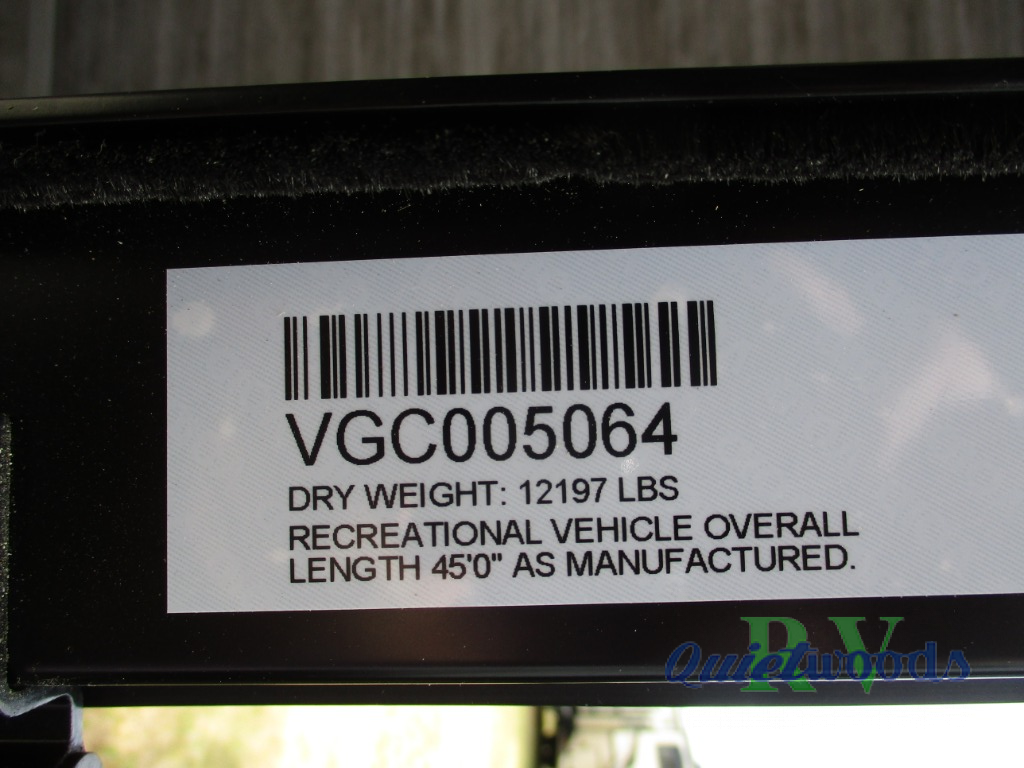 VGC005064
DRY WEIGHT: 12197 LBS
RECREATIONAL VEHICLE OVERALL
LENGTH 45'0" AS MANUFACTURED.
Quietwoods RV